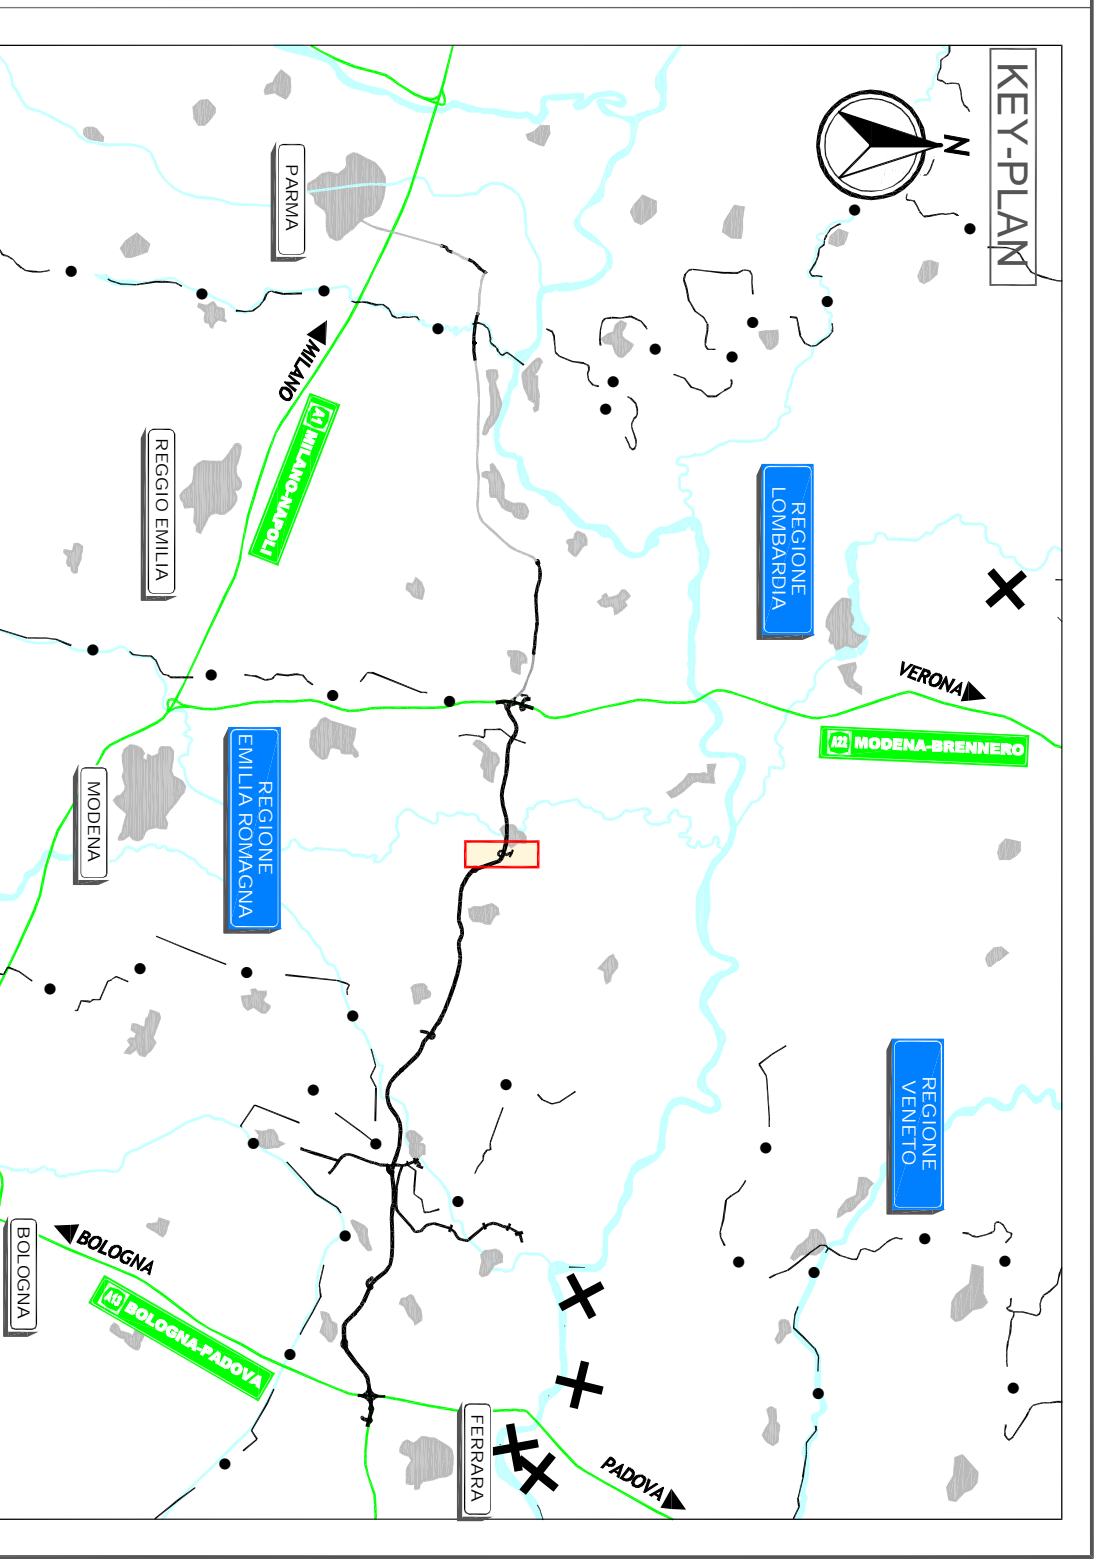 KEY-PLAN
N
PARMA
MILANO
A1 MILANO-NAPOLI
REGGIO EMILIA
REGIONE
LOMBARDIA
VERONA
A22 MODENA-BRENNERO
MODENA
REGIONE
EMILIA ROMAGNA
REGIONE
VENETO
BOLOGNA
BOLOGNA
A13 BOLOGNA-PADOVA
FERRARA
PADOVA